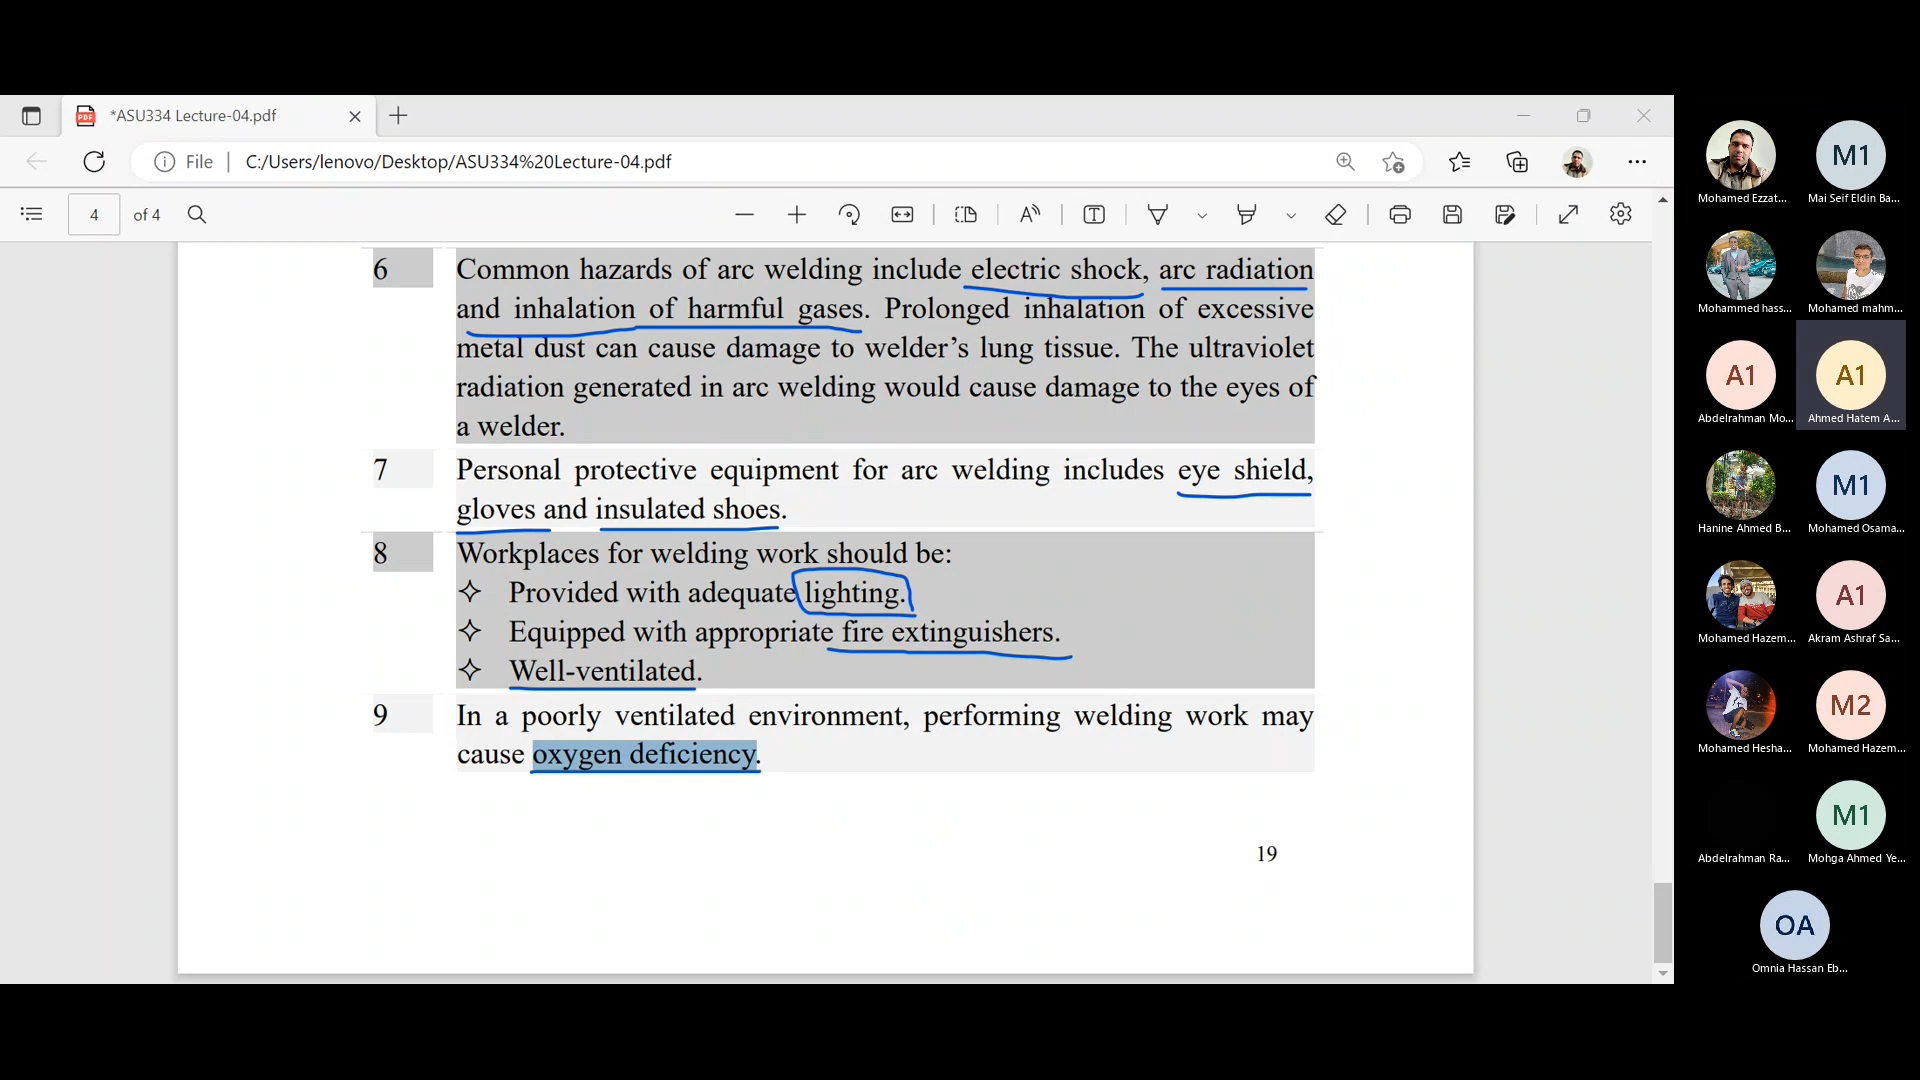 *ASU334 Lecture-04.pdf
File
C:/Users/lenovo/Desktop/ASU334%20Lecture-04.pdf
4 of 4
6 Common hazards of arc welding include electric shock, arc radiation
and inhalation of harmful gases. Prolonged inhalation of excessive
metal dust can cause damage to welder’s lung tissue. The ultraviolet
radiation generated in arc welding would cause damage to the eyes of
a welder.
7 Personal protective equipment for arc welding includes eye shield,
gloves and insulated shoes.
8 Workplaces for welding work should be:
✧ Provided with adequate lighting.
✧ Equipped with appropriate fire extinguishers.
✧ Well-ventilated.
9 In a poorly ventilated environment, performing welding work may
cause oxygen deficiency.
19
Mohamed Ezzat...
M1
Mai Seif Eldin Ba...
Mohammed hass...
Mohamed mahm...
A1
Abdelrahman Mo...
A1
Ahmed Hatem A...
Hanine Ahmed B...
M1
Mohamed Osama...
Mohamed Hazem...
A1
Akram Ashraf Sa...
Mohamed Hesha...
M2
Mohamed Hazem...
Abdelrahman Ra...
M1
Mohga Ahmed Ye...
OA
Omnia Hassan Eb...